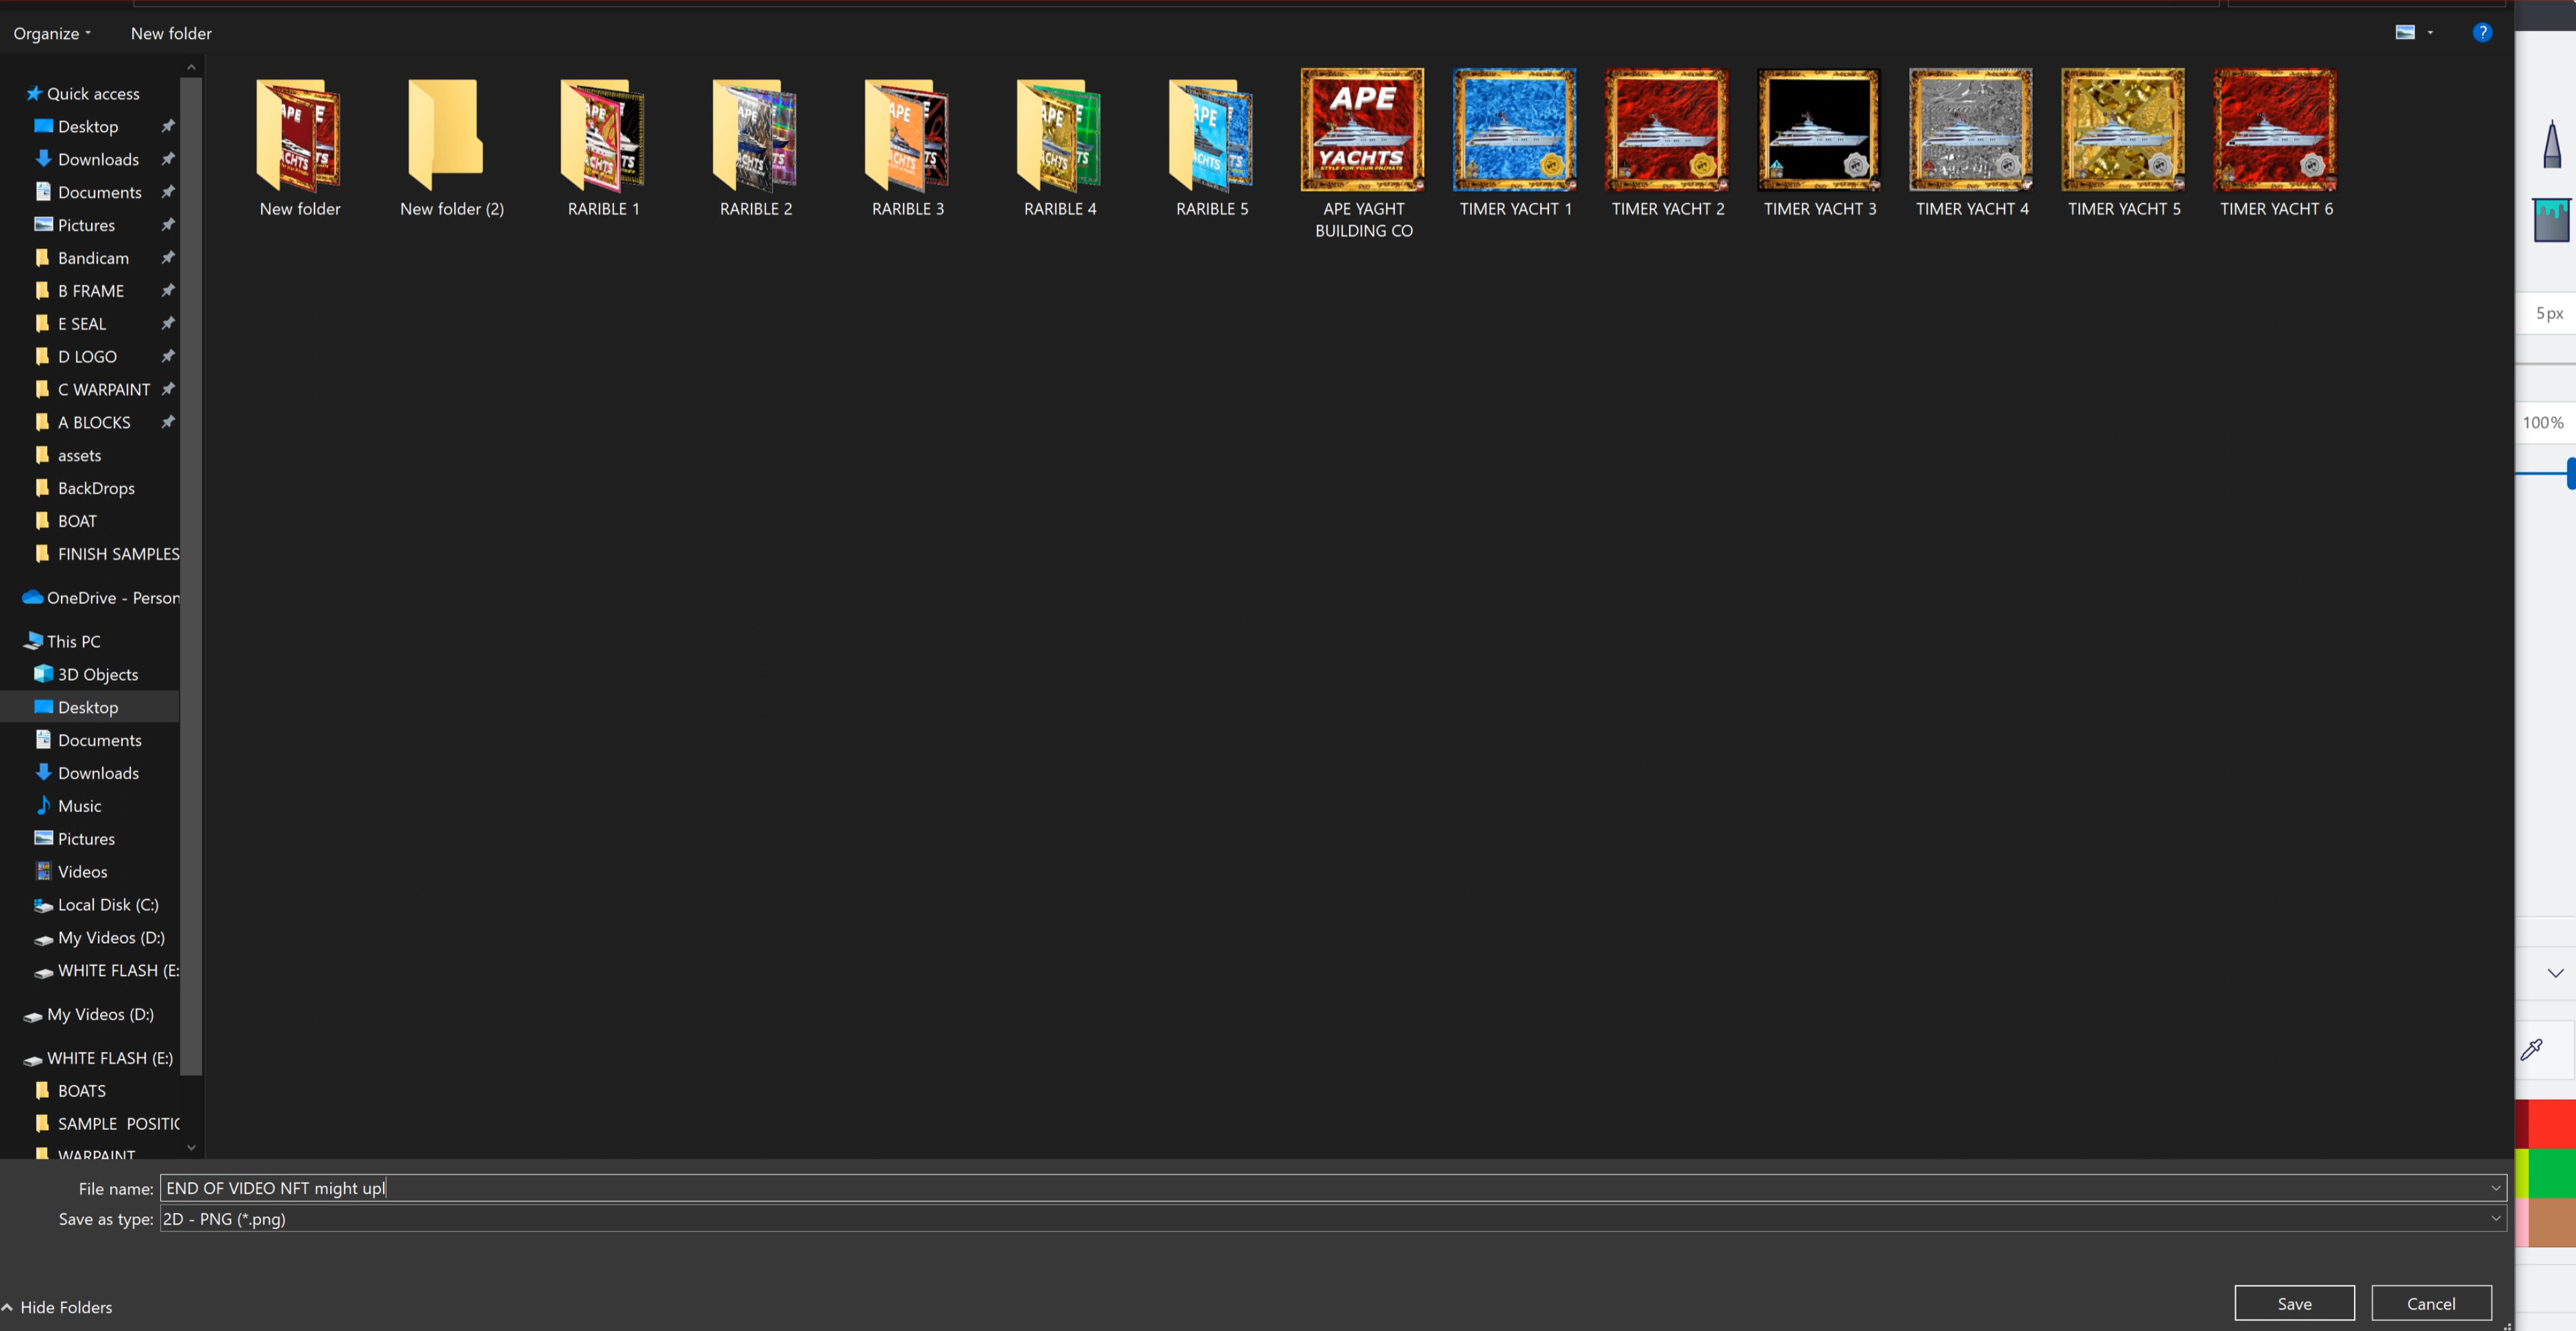 Organize
New folder
Quick access
Desktop
Downloads
Documents
Pictures
Bandicam
B FRAME
E SEAL
D LOGO
C WARPAINT
A BLOCKS
assets
BackDrops
BOAT
FINISH SAMPLES
OneDrive - Person
This PC
3D Objects
Desktop
Documents
Downloads
Music
Pictures
Videos
Local Disk (C:)
My Videos (D:)
WHITE FLASH (E:
My Videos (D:)
WHITE FLASH (E:)
BOATS
SAMPLE POSITIO
WARPAINT
New folder
New folder (2)
RARIBLE 1
RARIBLE 2
RARIBLE 3
RARIBLE 4
RARIBLE 5
APE
YACHTS
STYLE FOR YOUR PRIMATE
APE YAGHT
BUILDING CO
TIMER YACHT 1
TIMER YACHT 2
TIMER YACHT 3
TIMER YACHT 4
TIMER YACHT 5
TIMER YACHT 6
?
5px
100%
File name: END OF VIDEO NFT might upl
Save as type: 2D - PNG (*.png)
Hide Folders
Save
Cancel